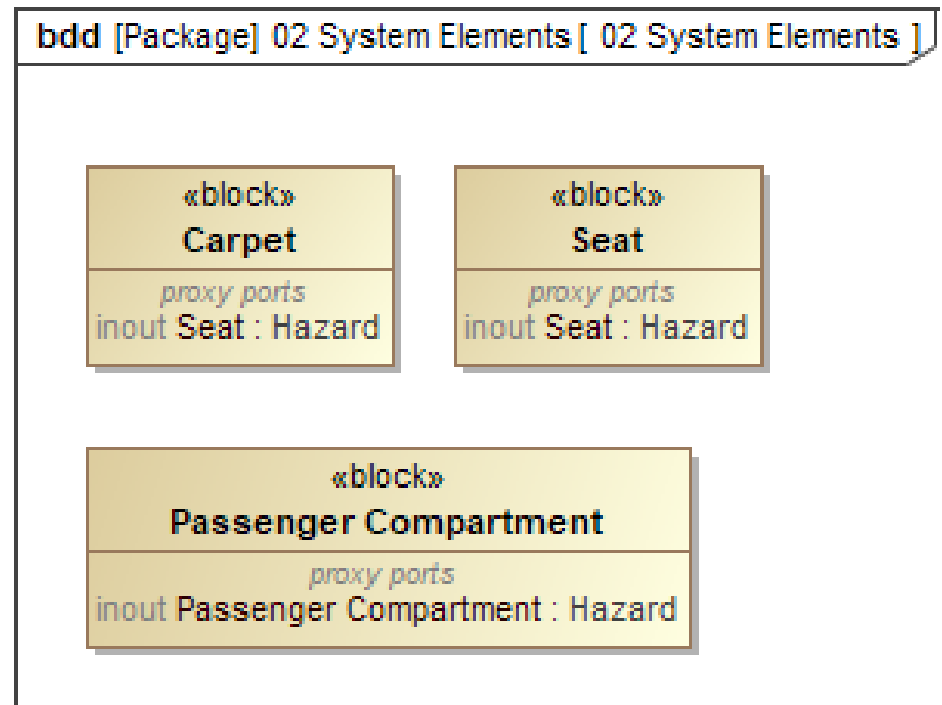 bdd [Package] 02 System Elements [ 02 System Elements ]
«block»
Carpet
proxy ports
inout Seat : Hazard
«block»
Seat
proxy ports
inout Seat : Hazard
«block»
Passenger Compartment
proxy ports
inout Passenger Compartment : Hazard